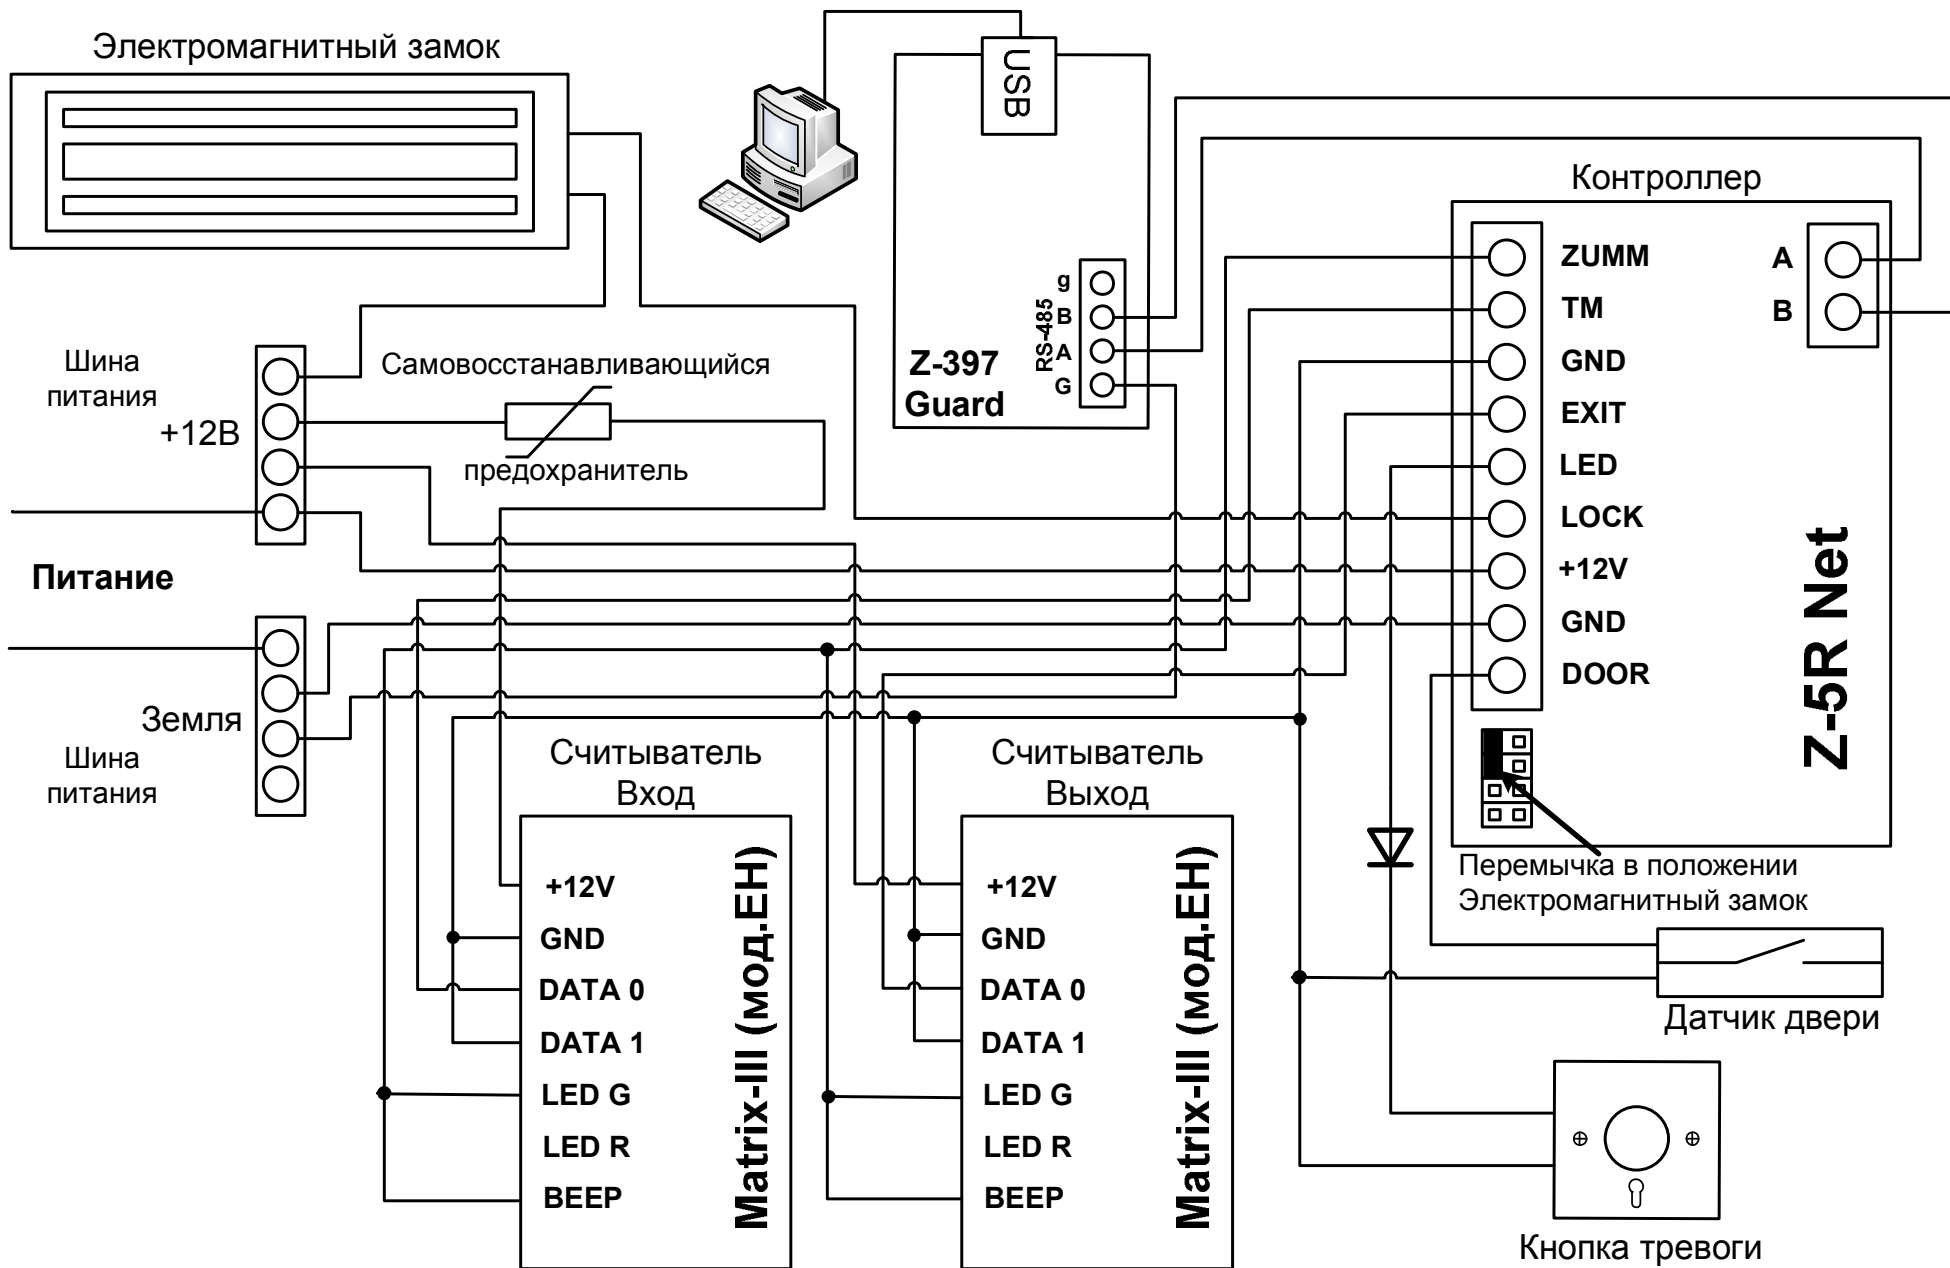 Электромагнитный замок
USB
Контроллер
ZUMM
TM
GND
EXIT
LED
LOCK
+12V
GND
DOOR
A
B
Z-5R Net
g
B
A
G
RS-485
Z-397
Guard
Шина
питания
+12В
Самовосстанавливающийся
предохранитель
Питание
Земля
Шина
питания
Считыватель
Вход
+12V
GND
DATA 0
DATA 1
LED G
LED R
BEEP
Matrix-III (мод.EH)
Считыватель
Выход
+12V
GND
DATA 0
DATA 1
LED G
LED R
BEEP
Matrix-III (мод.EH)
Перемычка в положении
Электромагнитный замок
Датчик двери
Кнопка тревоги